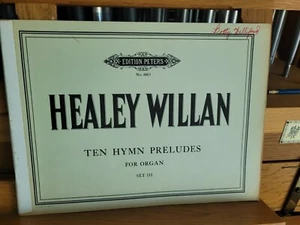 EDITION PETERS
HEALEY WILLAN
TEN HYMN PRELUDES
FOR ORGAN
SET III